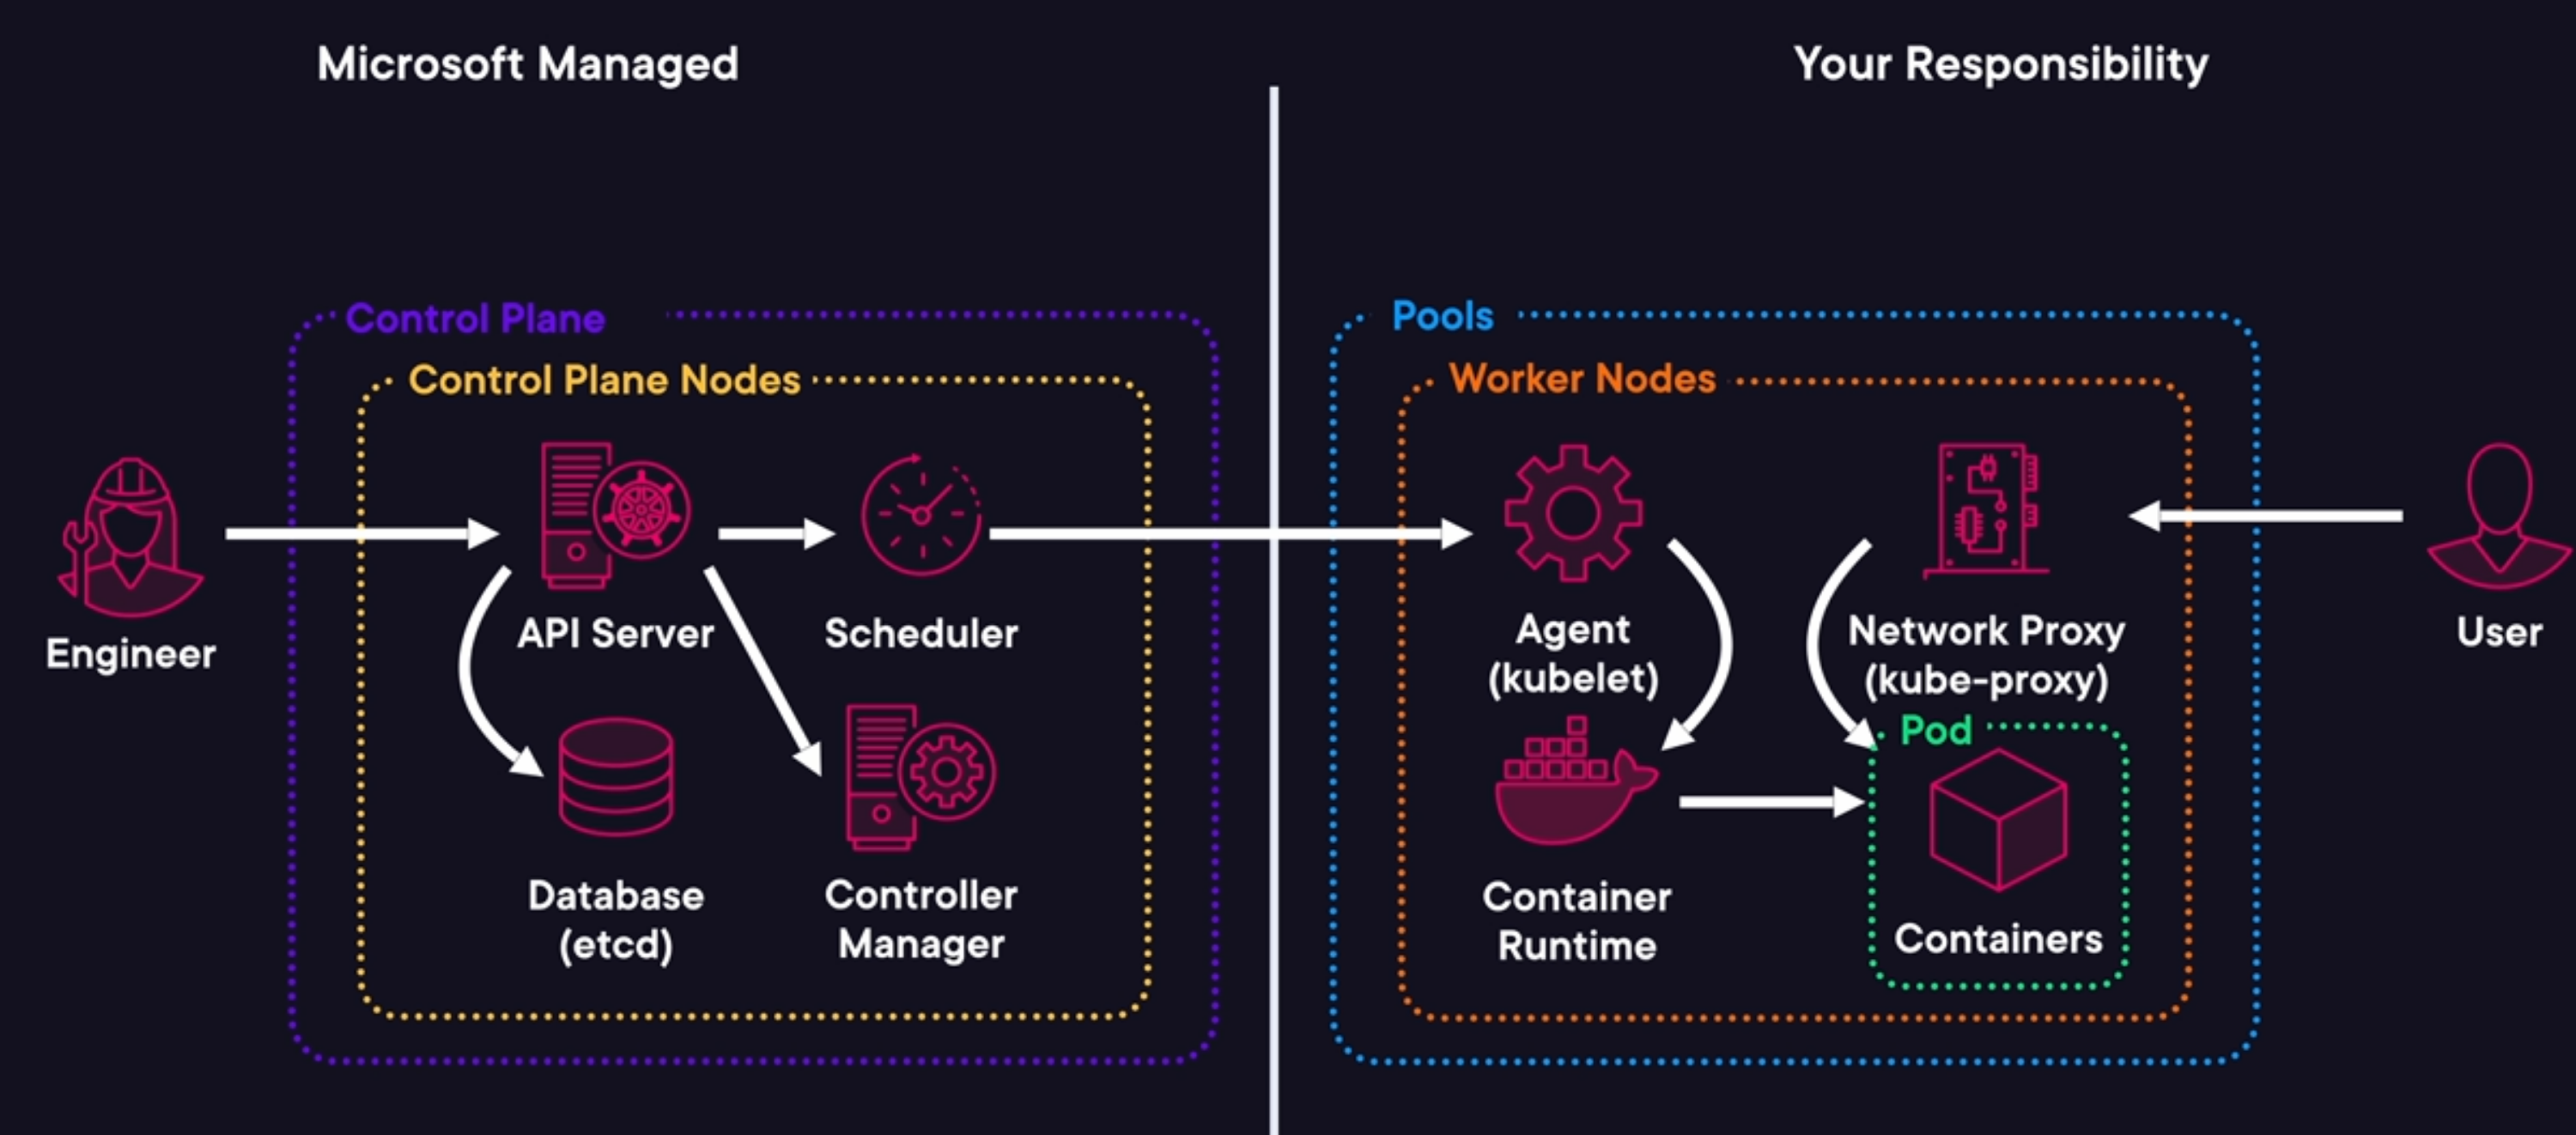 Microsoft Managed
Your Responsibility
Control Plane
Control Plane Nodes
Engineer
API Server
Scheduler
Database
(etcd)
Controller
Manager
Pools
Worker Nodes
Agent
(kubelet)
Network Proxy
(kube-proxy)
User
Container
Runtime
Pod
Containers